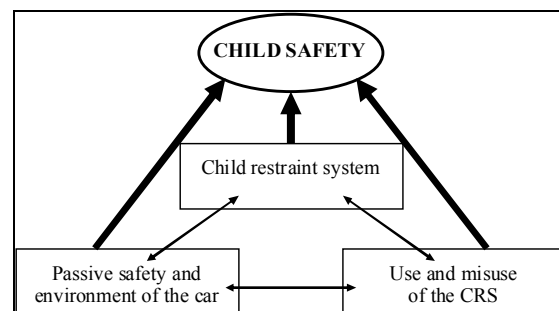 CHILD SAFETY
Child restraint system
Passive safety and
environment of the car
Use and misuse
of the CRS